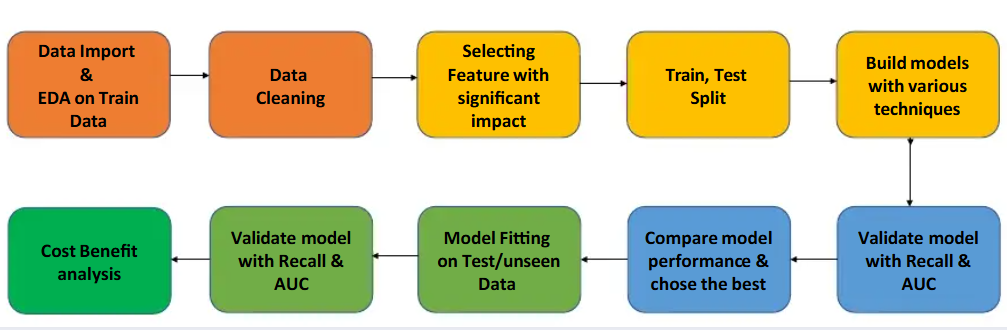 Data Import
&
EDA on Train
Data
Data
Cleaning
Selecting
Feature with
significant
impact
Train, Test
Split
Build models
with various
techniques
Validate model
with Recall &
AUC
Compare model
performance &
chose the best
Model Fitting
on Test/unseen
Data
Validate model
with Recall &
AUC
Cost Benefit
analysis